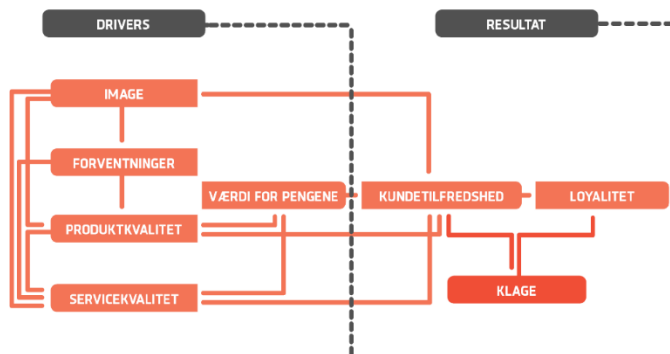 DRIVERS
RESULTAT
IMAGE
FORVENTNINGER
VÆRDI FOR PENGENE
KUNDETILFREDSHED
LOYALITET
PRODUKTKVALITET
KLAGE
SERVICEKVALITET